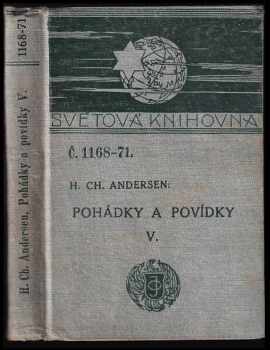 1168-71.
H. Ch. Andersen, Pohádky a povídky V.
SVĚTOVÁ KNIHOVNA
Č. 1168-71.
H. CH. ANDERSEN:
POHÁDKY A POVÍDKY
V.